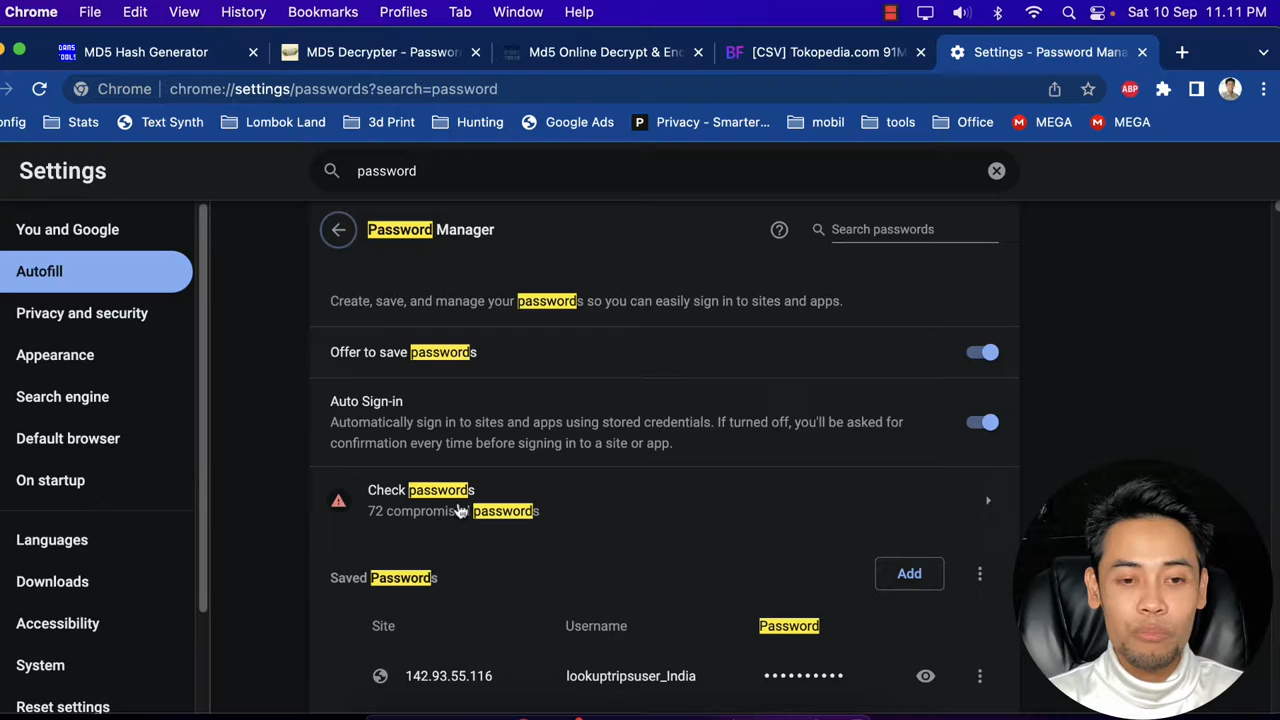 Chrome File Edit View History Bookmarks Profiles Tab Window Help Sat 10 Sep 11.11 PM
DANS TOOLS MD5 Hash Generator MD5 Decrypter - Passwor Md5 Online Decrypt & Enc BF [CSV] Tokopedia.com 91M Settings - Password Mana
Chrome chrome://settings/passwords?search=password ABP
onfig Stats Text Synth Lombok Land 3d Print Hunting Google Ads P Privacy - Smarter... mobil tools Office M MEGA M MEGA
Settings
password
You and Google
Autofill
Privacy and security
Appearance
Search engine
Default browser
On startup
Languages
Downloads
Accessibility
System
Reset settings
Password Manager
Search passwords
Create, save, and manage your passwords so you can easily sign in to sites and apps.
Offer to save passwords
Auto Sign-in
Automatically sign in to sites and apps using stored credentials. If turned off, you'll be asked for
confirmation every time before signing in to a site or app.
Check passwords
72 compromised passwords
Saved Passwords
Add
Site Username Password
142.93.55.116 lookuptripsuser_India ••••••••••